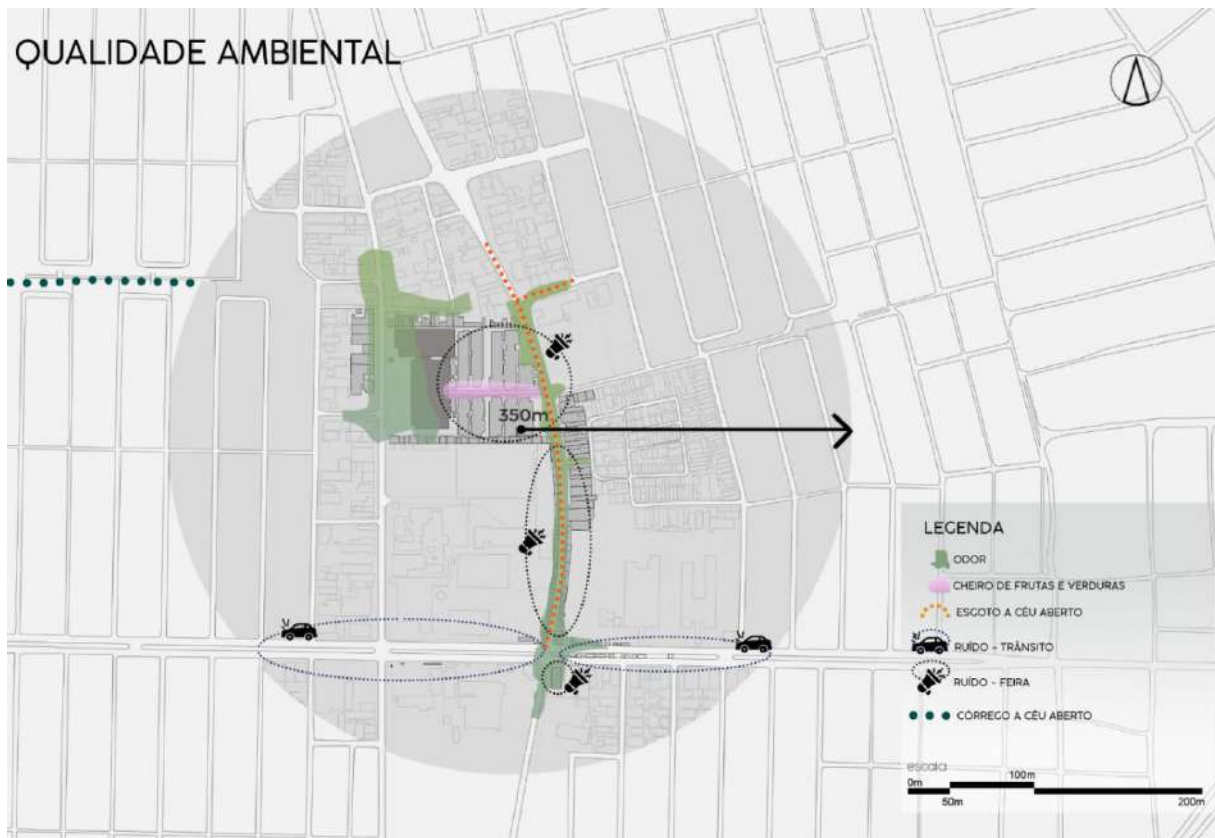 QUALIDADE AMBIENTAL
350m
LEGENDA
ODOR
CHEIRO DE FRUTAS E VERDURAS
ESGOTO A CÉU ABERTO
RUÍDO - TRÂNSITO
RUÍDO - FEIRA
CÓRREGO A CÉU ABERTO
escala
0m 100m
50m 200m